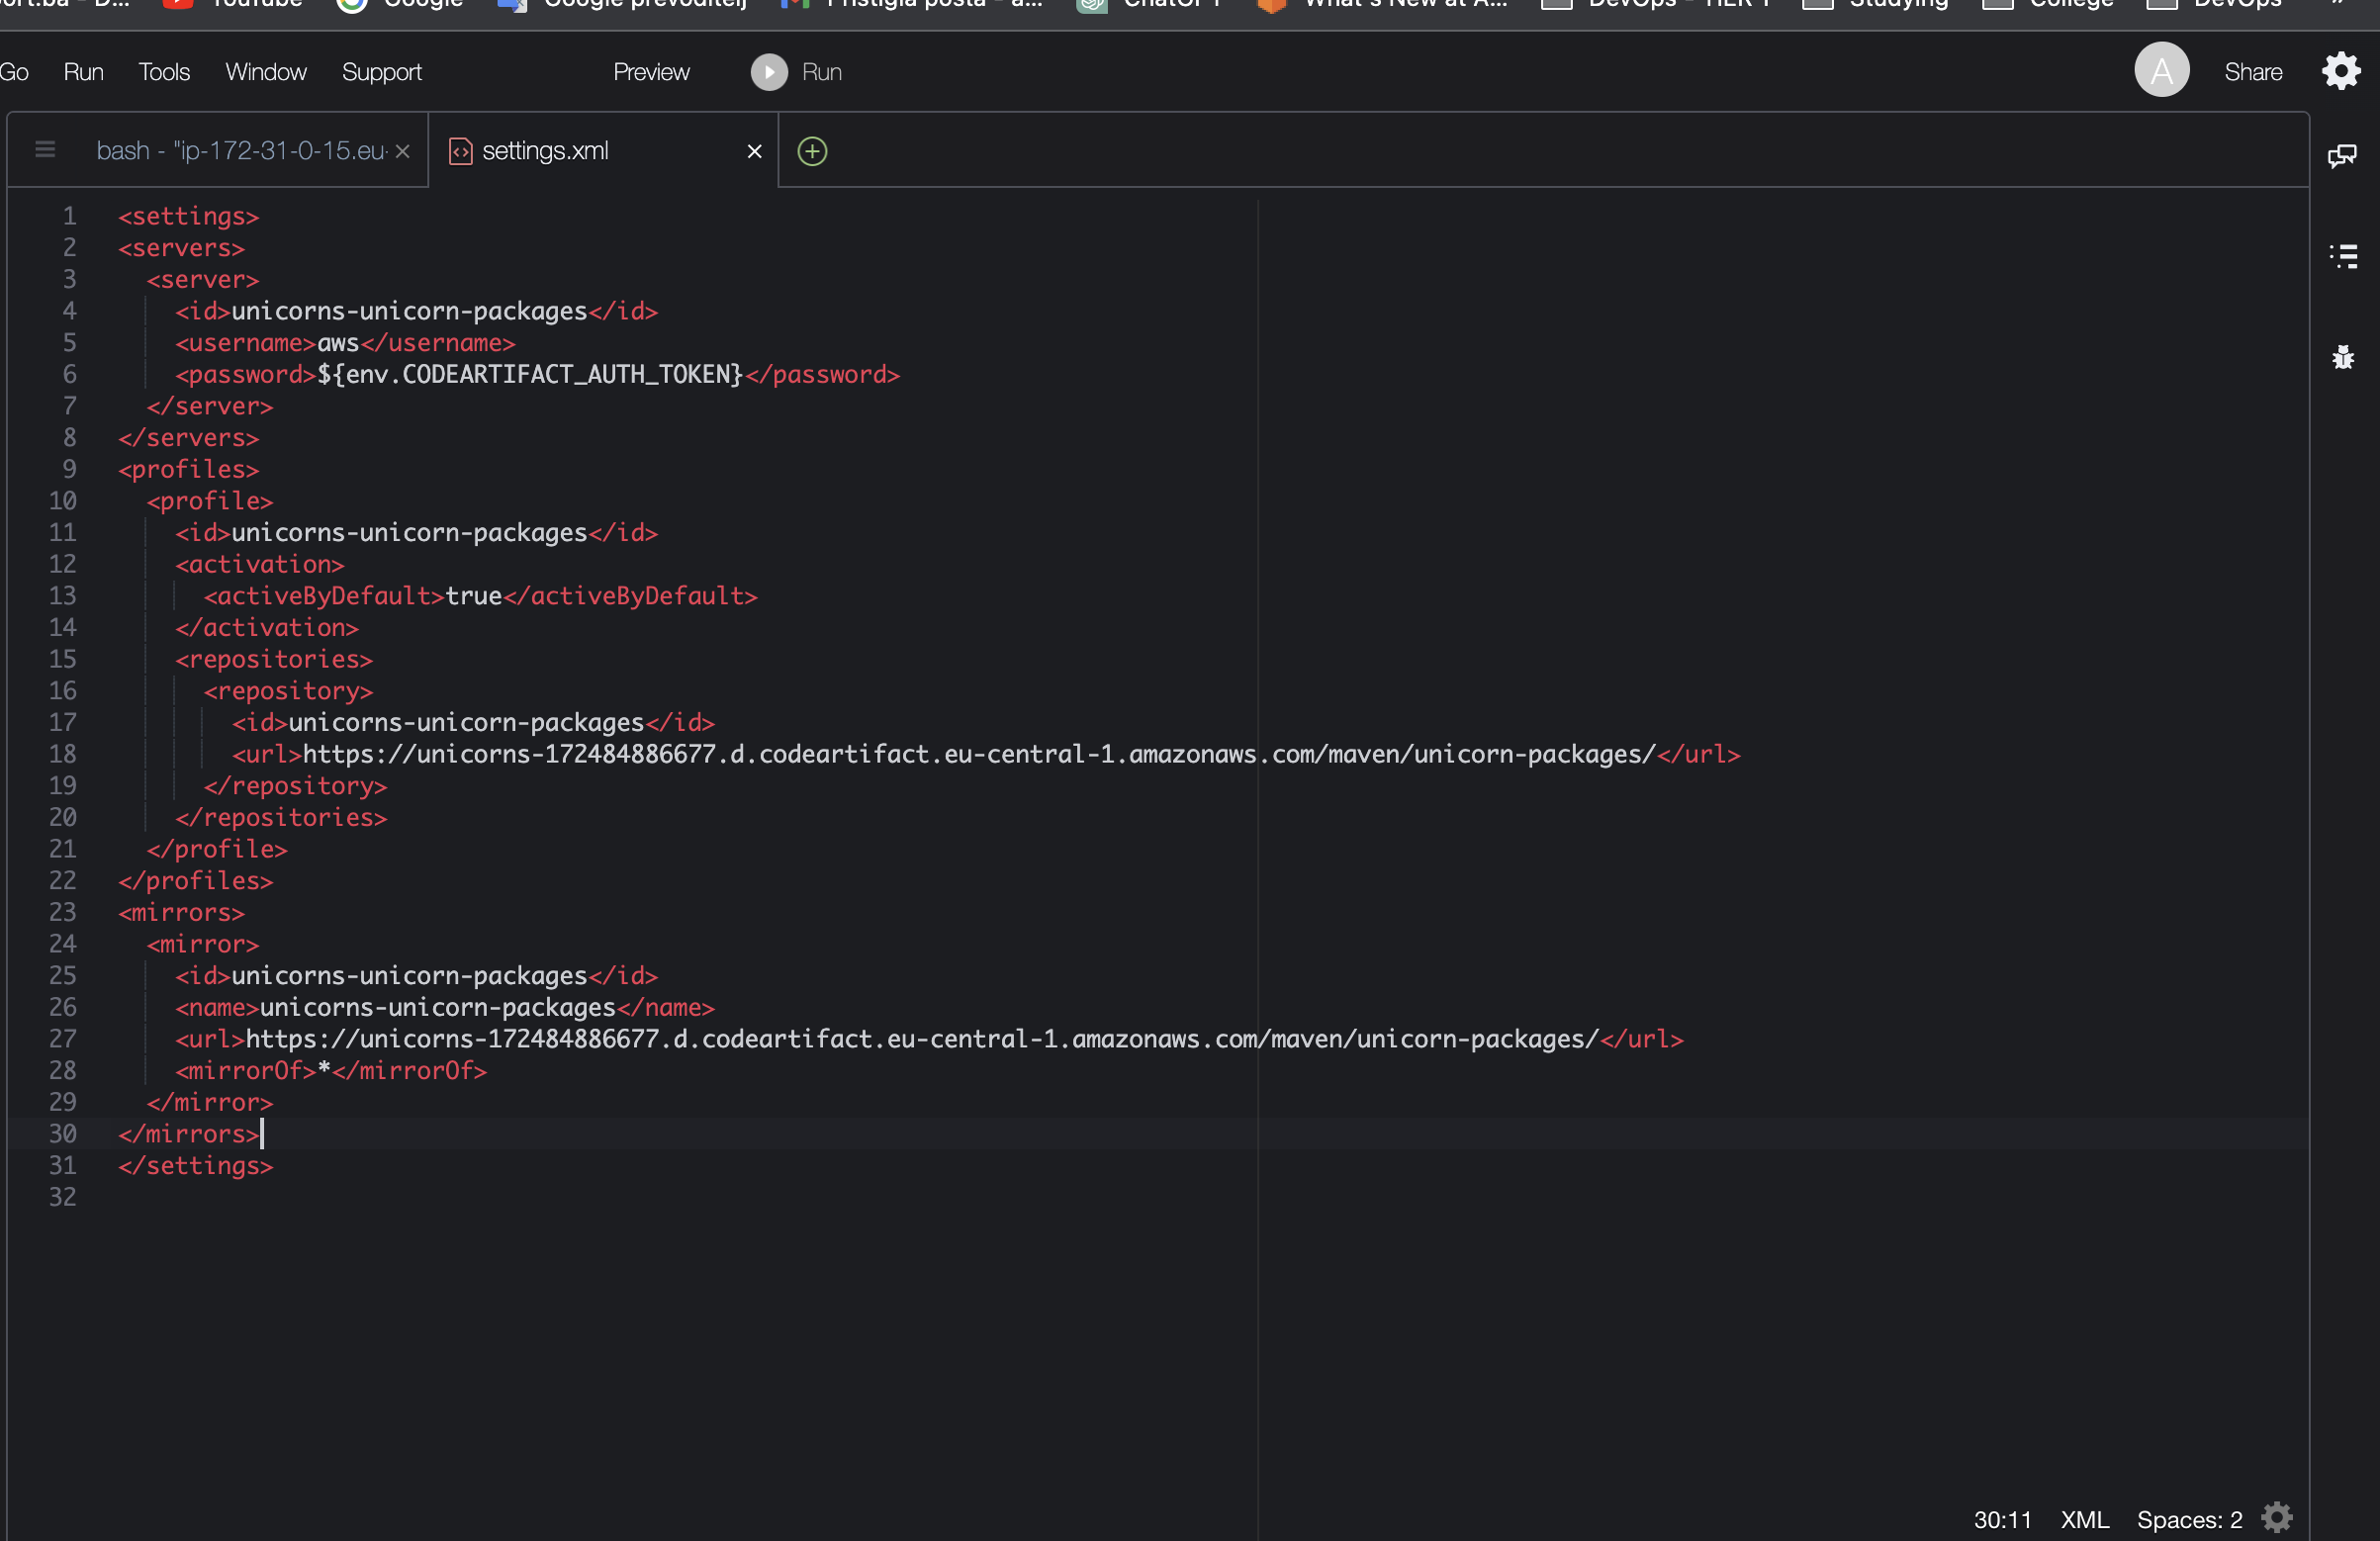 YouTube Google Google prevoditelj Pristigla posta - a... ChatGPT What's New at A... DevOps - TIER 1 Studying College DevOps »
Go Run Tools Window Support Preview Run A Share
bash - "ip-172-31-0-15.eu- × settings.xml ×
1 <settings>
2 <servers>
3 <server>
4 <id>unicorns-unicorn-packages</id>
5 <username>aws</username>
6 <password>${env.CODEARTIFACT_AUTH_TOKEN}</password>
7 </server>
8 </servers>
9 <profiles>
10 <profile>
11 <id>unicorns-unicorn-packages</id>
12 <activation>
13 <activeByDefault>true</activeByDefault>
14 </activation>
15 <repositories>
16 <repository>
17 <id>unicorns-unicorn-packages</id>
18 <url>https://unicorns-172484886677.d.codeartifact.eu-central-1.amazonaws.com/maven/unicorn-packages/</url>
19 </repository>
20 </repositories>
21 </profile>
22 </profiles>
23 <mirrors>
24 <mirror>
25 <id>unicorns-unicorn-packages</id>
26 <name>unicorns-unicorn-packages</name>
27 <url>https://unicorns-172484886677.d.codeartifact.eu-central-1.amazonaws.com/maven/unicorn-packages/</url>
28 <mirrorOf>*</mirrorOf>
29 </mirror>
30 </mirrors>
31 </settings>
32
30:11 XML Spaces: 2